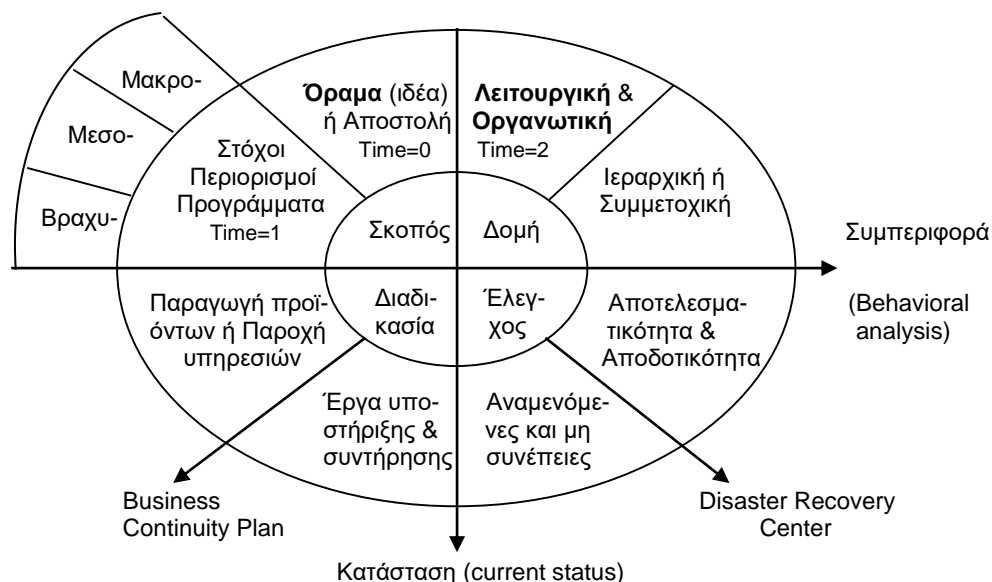 Μακρο-
Μεσο-
Βραχυ-
Όραμα (ιδέα)
ή Αποστολή
Time=0
Λειτουργική &
Οργανωτική
Time=2
Στόχοι
Περιορισμοί
Προγράμματα
Time=1
Ιεραρχική ή
Συμμετοχική
Σκοπός
Δομή
Συμπεριφορά
(Behavioral
analysis)
Παραγωγή προϊ-
όντων ή Παροχή
υπηρεσιών
Διαδι-
κασία
Έλεγ-
χος
Αποτελεσμα-
τικότητα &
Αποδοτικότητα
Έργα υπο-
στήριξης &
συντήρησης
Αναμενόμε-
νες και μη
συνέπειες
Business
Continuity Plan
Disaster Recovery
Center
Κατάσταση (current status)